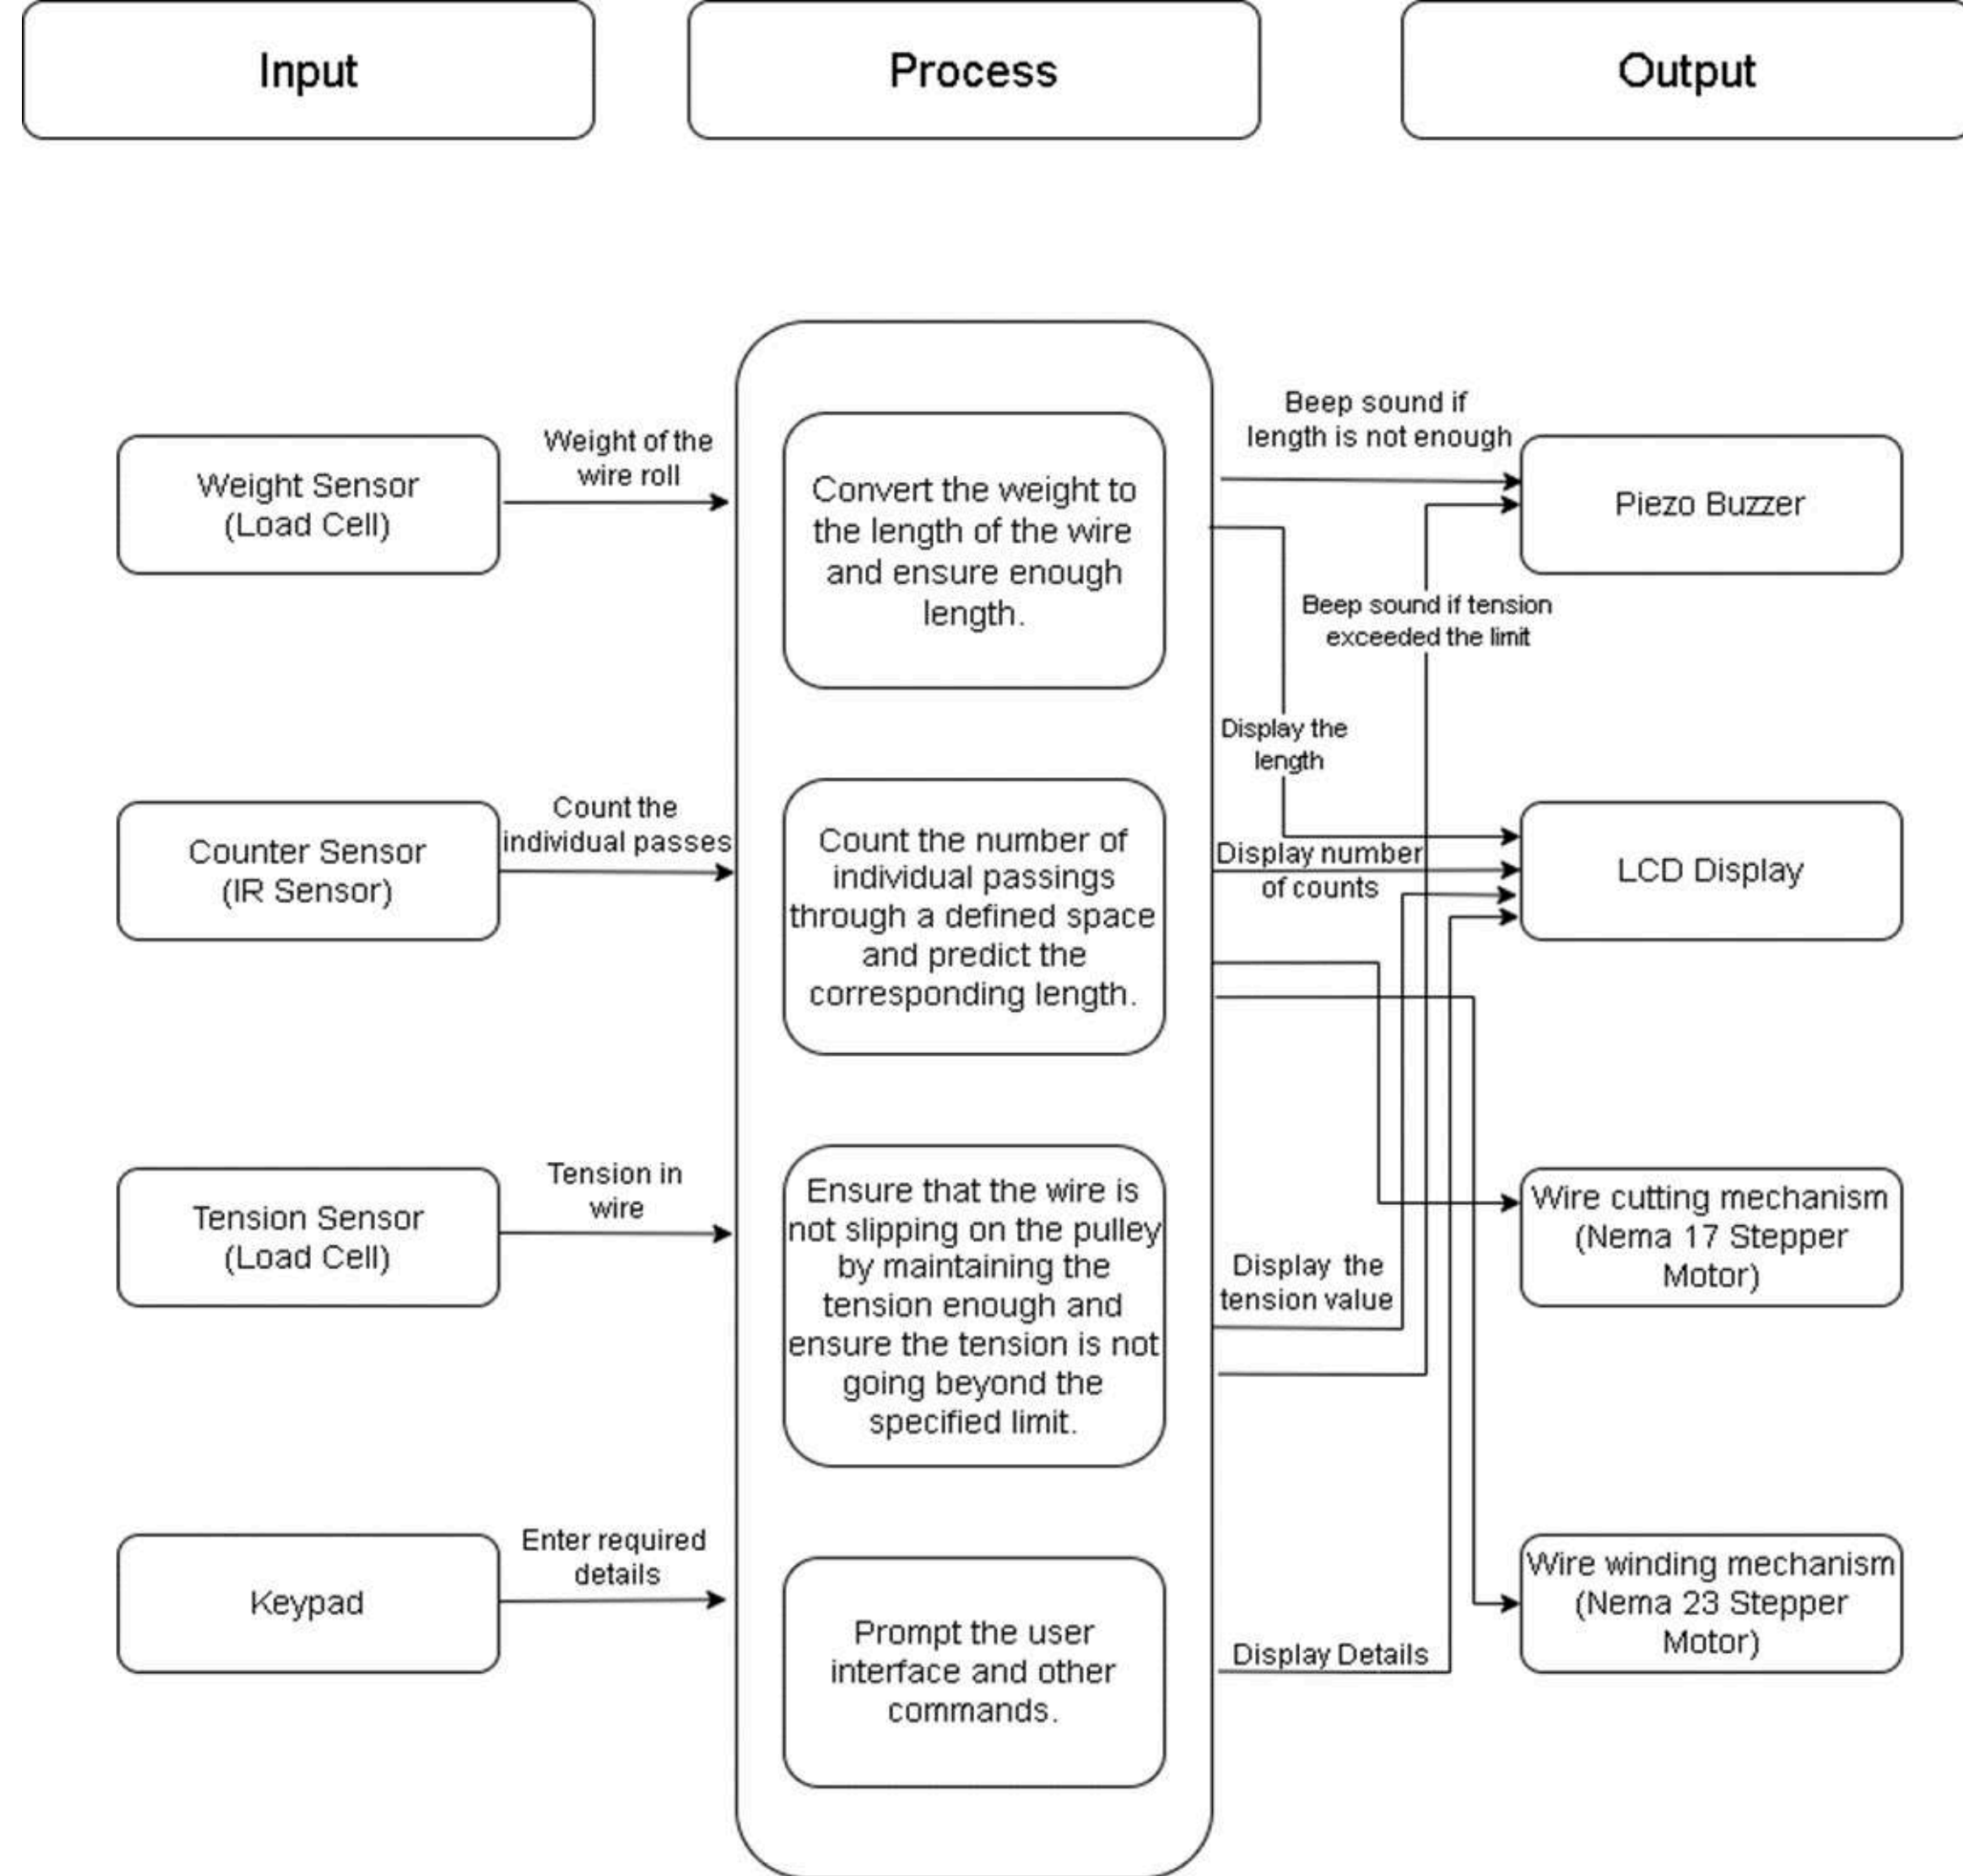 Input
Process
Output
Weight Sensor
(Load Cell)
Weight of the
wire roll
Convert the weight to
the length of the wire
and ensure enough
length.
Beep sound if
length is not enough
Piezo Buzzer
Beep sound if tension
exceeded the limit
Display the
length
Counter Sensor
(IR Sensor)
Count the
individual passes
Count the number of
individual passings
through a defined space
and predict the
corresponding length.
Display number
of counts
LCD Display
Tension Sensor
(Load Cell)
Tension in
wire
Ensure that the wire is
not slipping on the pulley
by maintaining the
tension enough and
ensure the tension is not
going beyond the
specified limit.
Display the
tension value
Wire cutting mechanism
(Nema 17 Stepper
Motor)
Keypad
Enter required
details
Prompt the user
interface and other
commands.
Display Details
Wire winding mechanism
(Nema 23 Stepper
Motor)